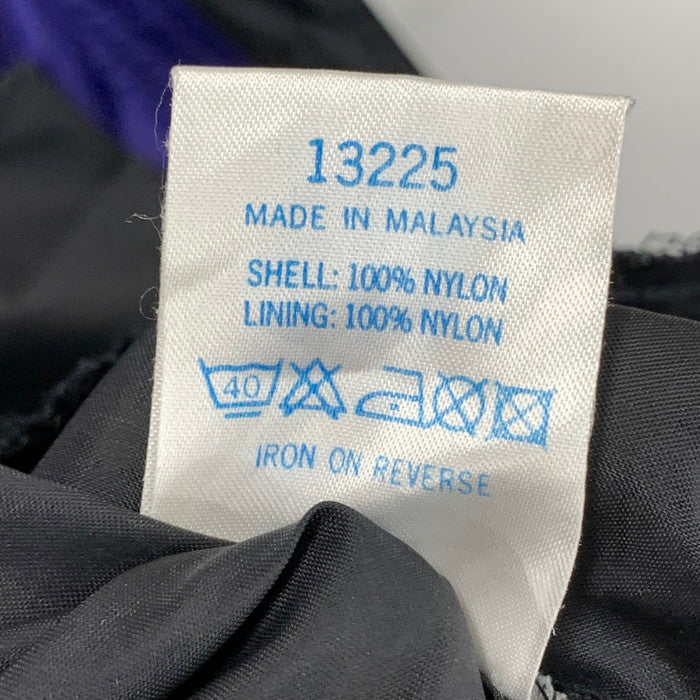 13225
MADE IN MALAYSIA
SHELL: 100% NYLON
LINING: 100% NYLON
40
IRON ON REVERSE